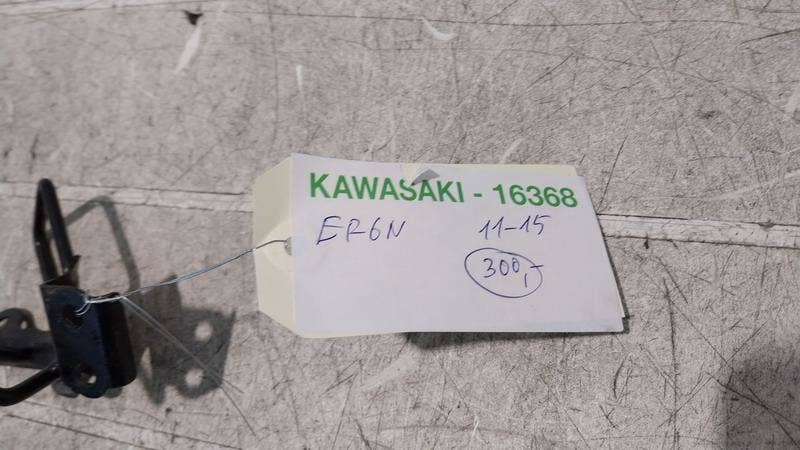 KAWASAKI - 16368
ER6N 11-15
300,-